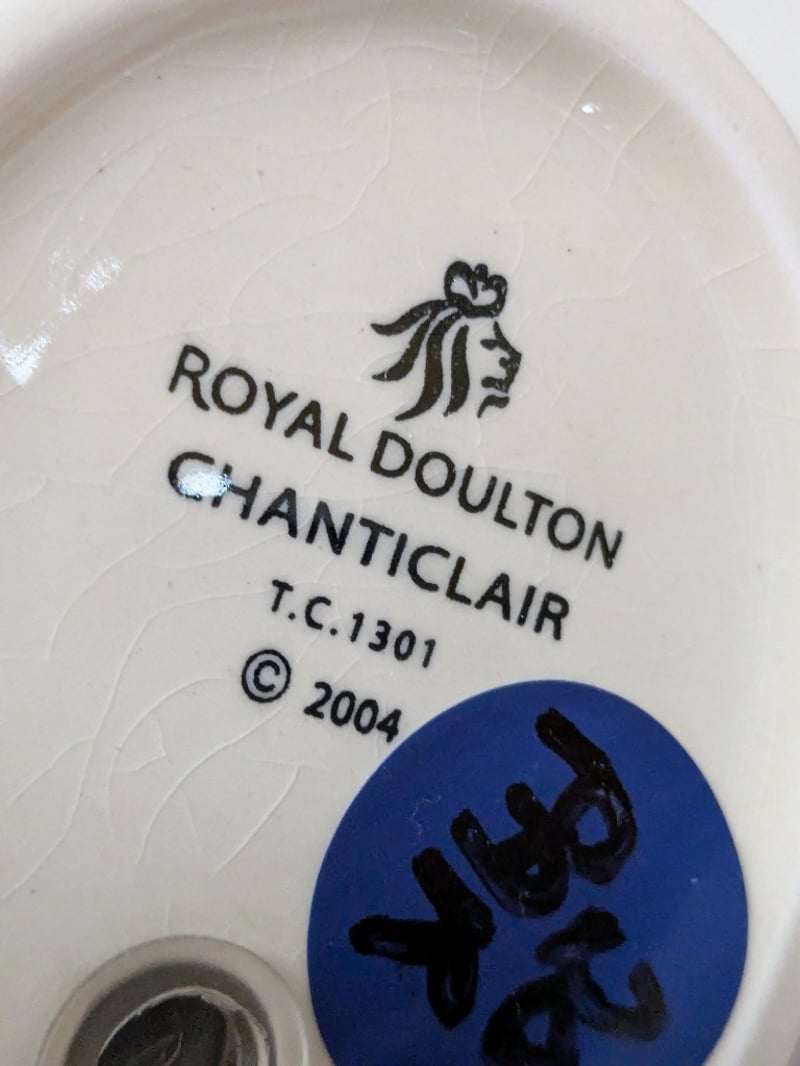 ROYAL DOULTON
CHANTICLAIR
T.C.1301
© 2004